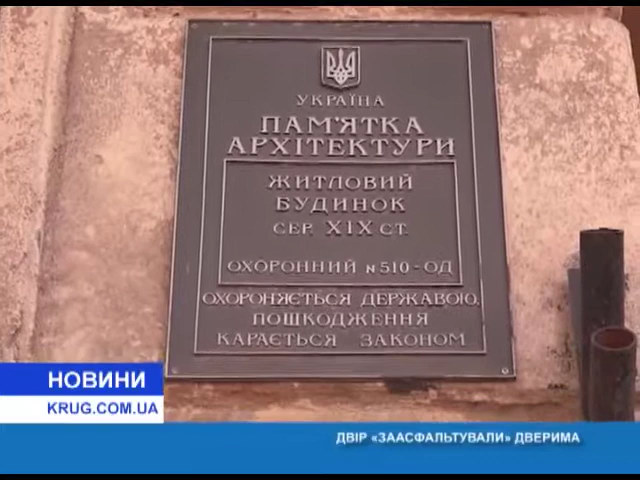 УКРАЇНА
ПАМ'ЯТКА
АРХІТЕКТУРИ
ЖИТЛОВИЙ
БУДИНОК
СЕР. XIX СТ.
ОХОРОННИЙ N 510-ОД
ОХОРОНЯЄТЬСЯ ДЕРЖАВОЮ.
ПОШКОДЖЕННЯ
КАРАЄТЬСЯ ЗАКОНОМ
НОВИНИ
KRUG.COM.UA
ДВІР «ЗААСФАЛЬТУВАЛИ» ДВЕРИМА